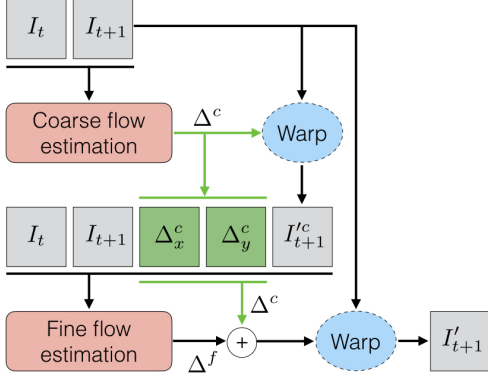 I_t I_{t+1}
Coarse flow
estimation
Δ^c
Warp
I_t I_{t+1} Δ^c_x Δ^c_y I'^c_{t+1}
Δ^c
Fine flow
estimation
Δ^f
+
Warp
I'_{t+1}